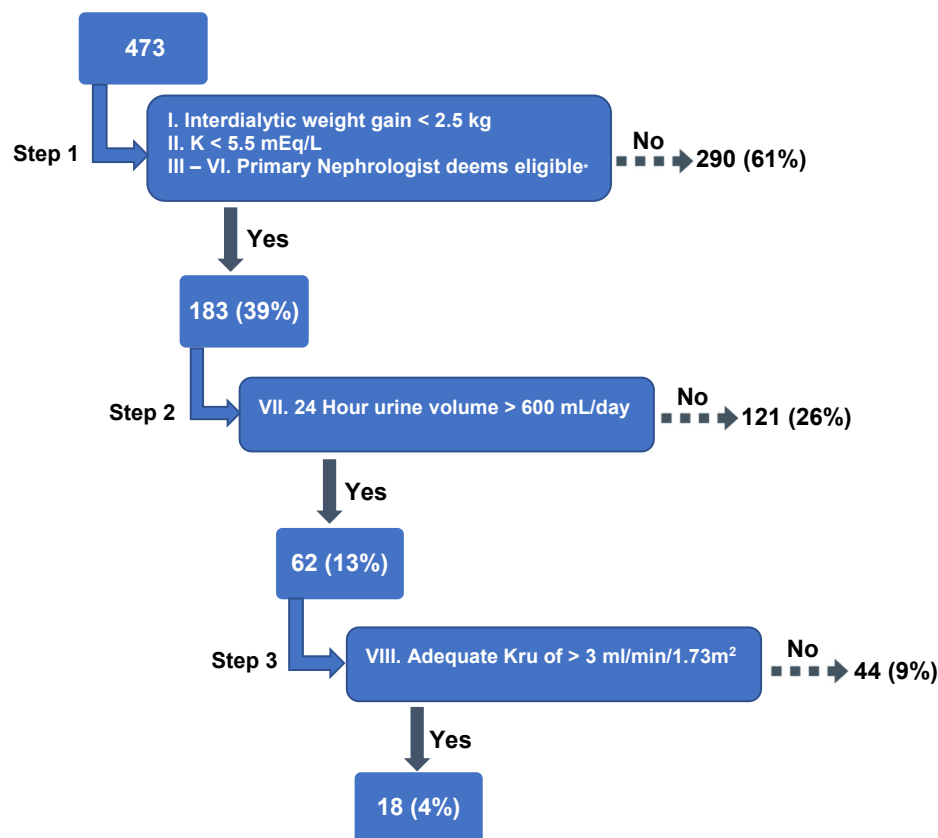 473
I. Interdialytic weight gain < 2.5 kg
II. K < 5.5 mEq/L
III – VI. Primary Nephrologist deems eligible*
Step 1
No
290 (61%)
Yes
183 (39%)
Step 2
VII. 24 Hour urine volume > 600 mL/day
No
121 (26%)
Yes
62 (13%)
Step 3
VIII. Adequate Kru of > 3 ml/min/1.73m²
No
44 (9%)
Yes
18 (4%)